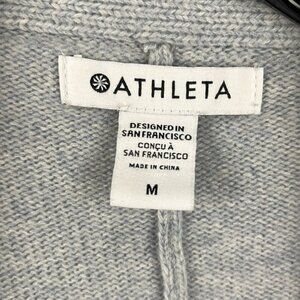 ATHLETA
DESIGNED IN
SAN FRANCISCO
CONÇU À
SAN FRANCISCO
MADE IN CHINA
M